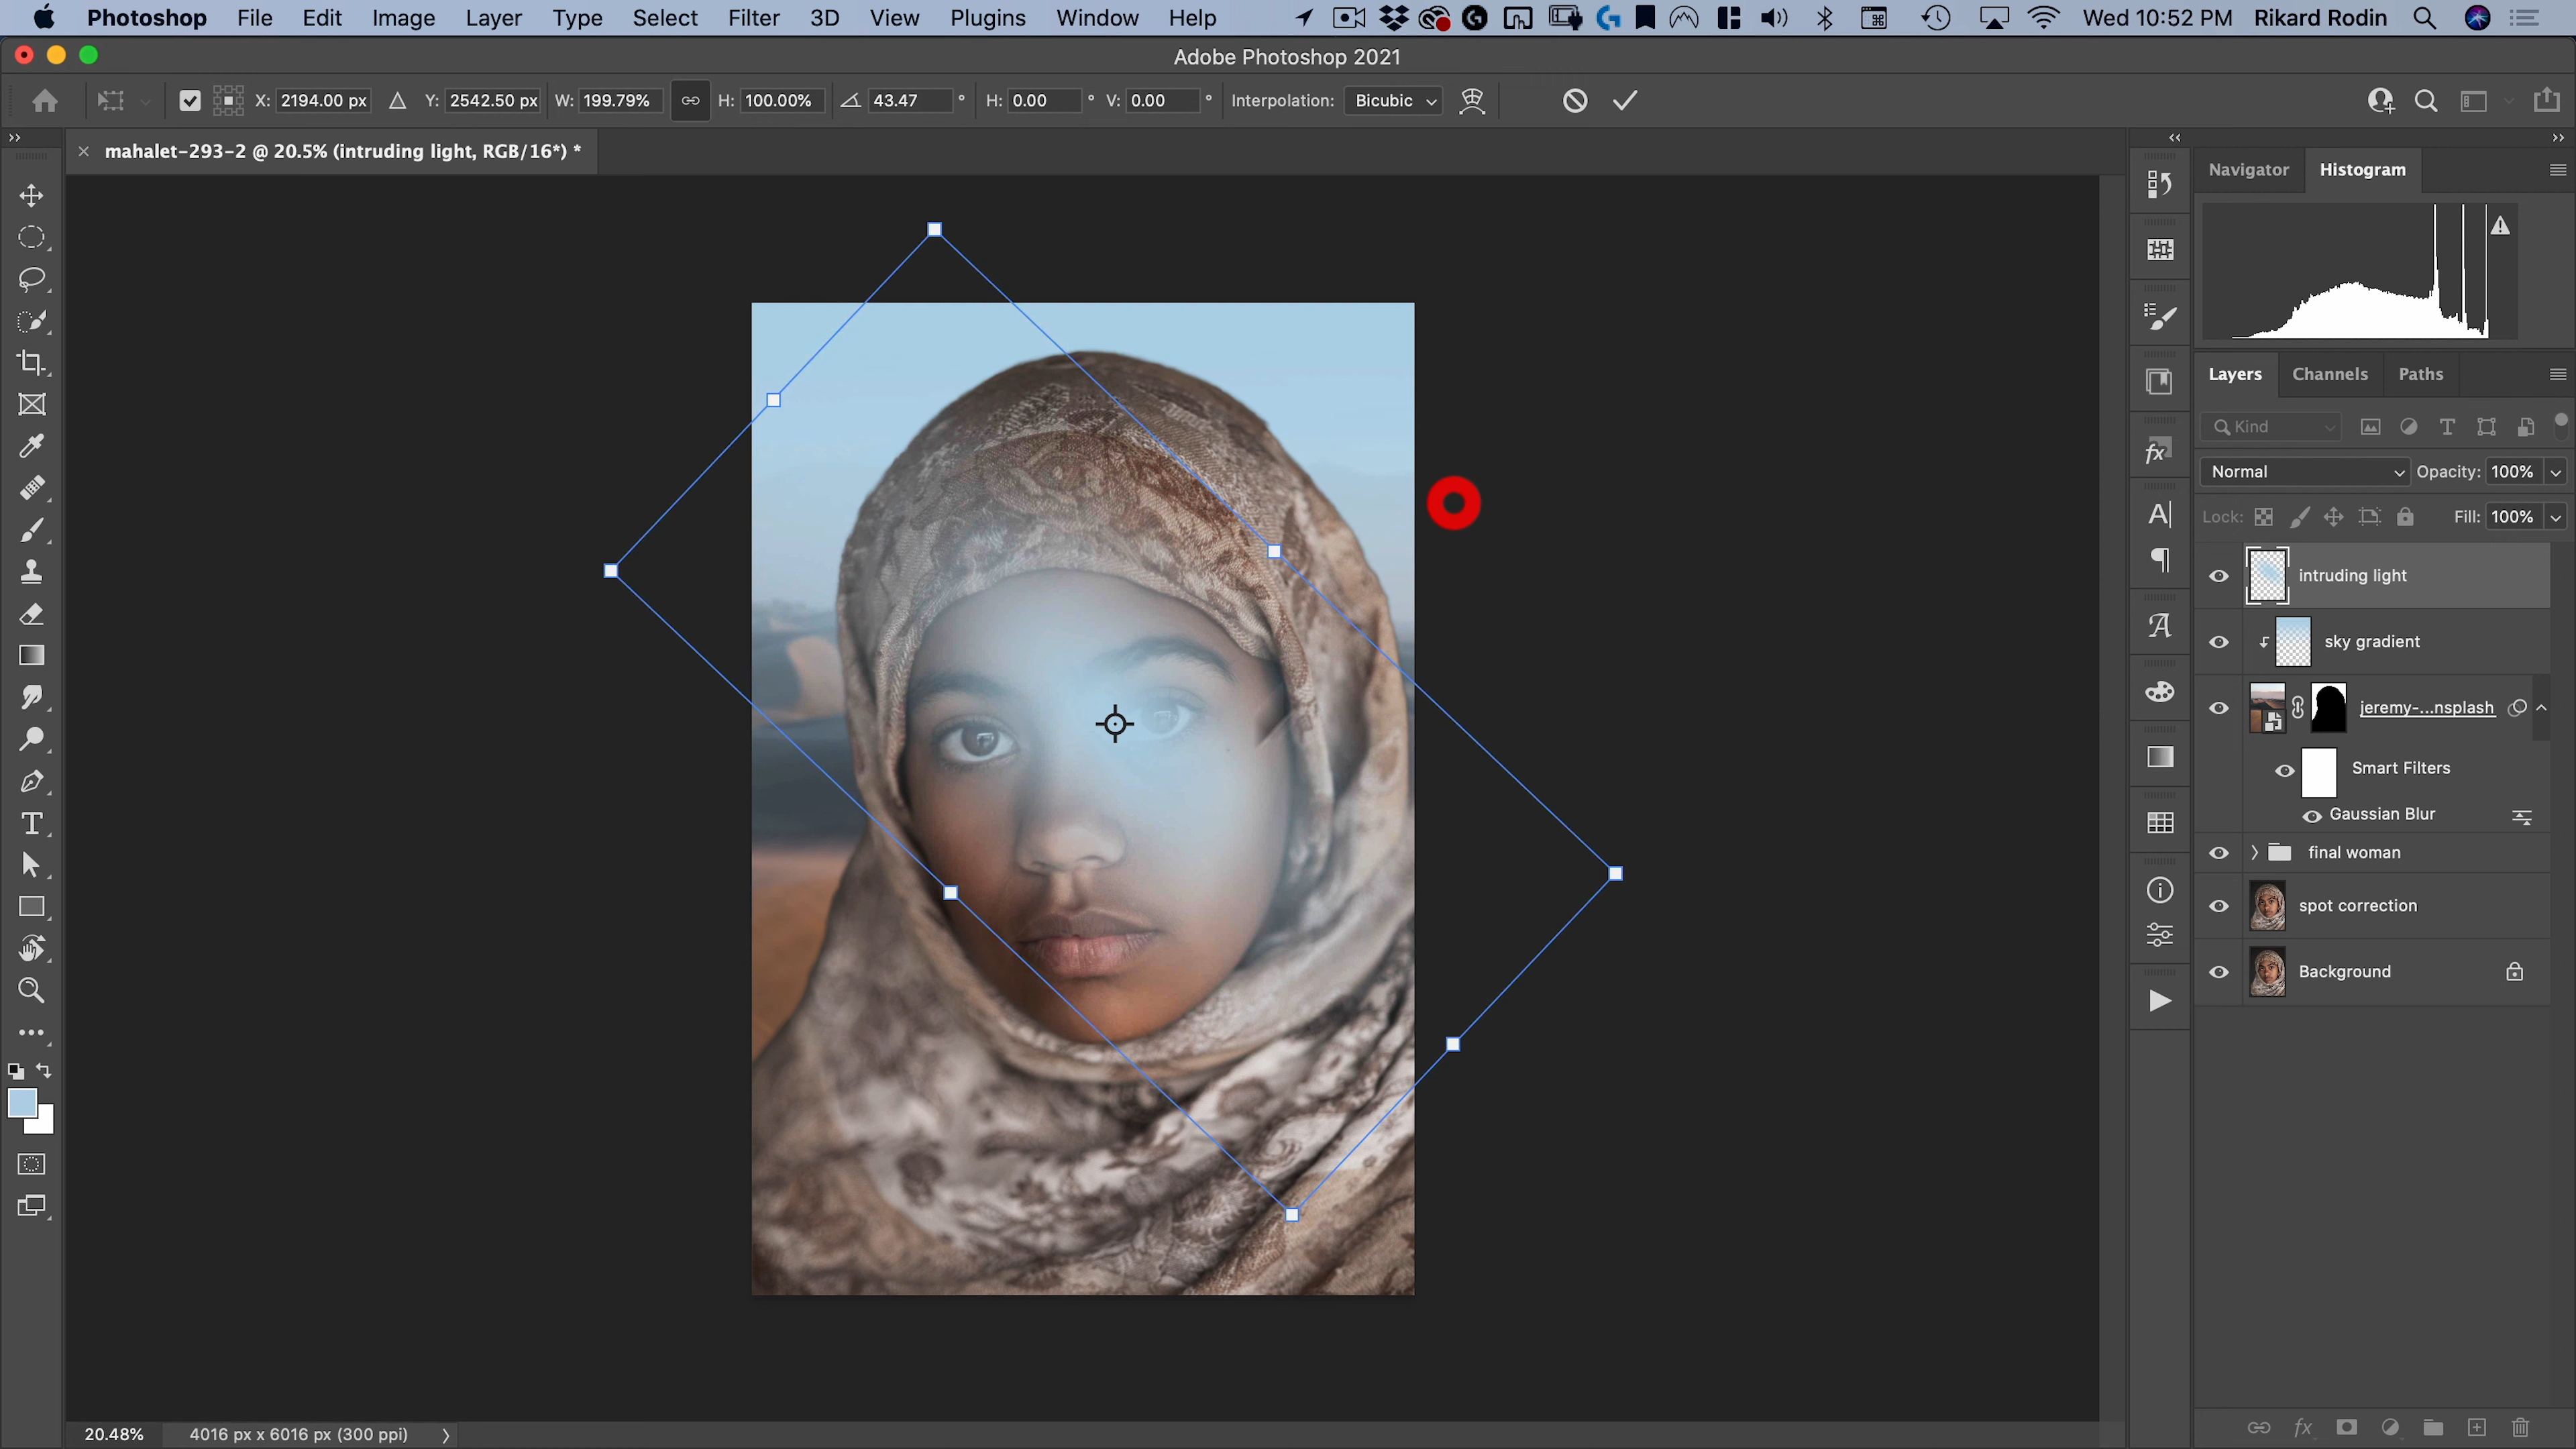 Photoshop File Edit Image Layer Type Select Filter 3D View Plugins Window Help Wed 10:52 PM Rikard Rodin
Adobe Photoshop 2021
X: 2194.00 px Y: 2542.50 px W: 199.79% H: 100.00% 43.47 ° H: 0.00 ° V: 0.00 ° Interpolation: Bicubic
mahalet-293-2 @ 20.5% (intruding light, RGB/16*) *
Navigator Histogram
Layers Channels Paths
Kind
Normal Opacity: 100%
Lock: Fill: 100%
intruding light
sky gradient
jeremy-...nsplash
Smart Filters
Gaussian Blur
final woman
spot correction
Background
20.48% 4016 px x 6016 px (300 ppi)